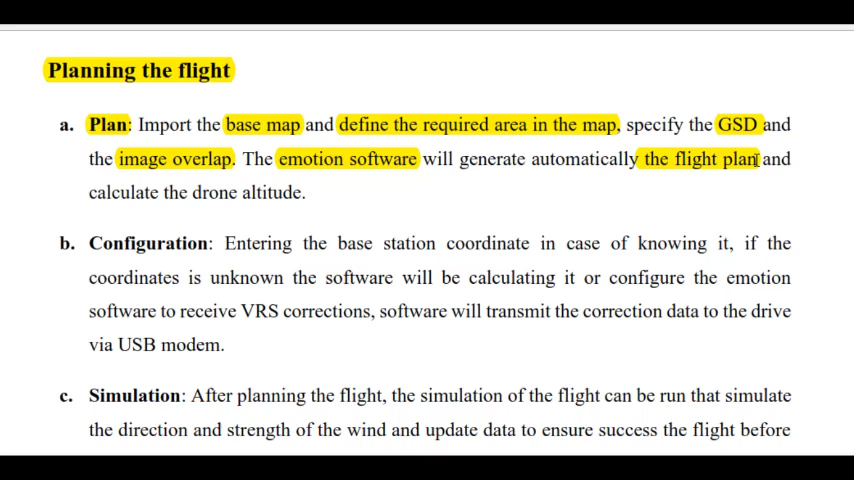 Planning the flight
a. Plan: Import the base map and define the required area in the map, specify the GSD and
the image overlap. The emotion software will generate automatically the flight plan and
calculate the drone altitude.
b. Configuration: Entering the base station coordinate in case of knowing it, if the
coordinates is unknown the software will be calculating it or configure the emotion
software to receive VRS corrections, software will transmit the correction data to the drive
via USB modem.
c. Simulation: After planning the flight, the simulation of the flight can be run that simulate
the direction and strength of the wind and update data to ensure success the flight before